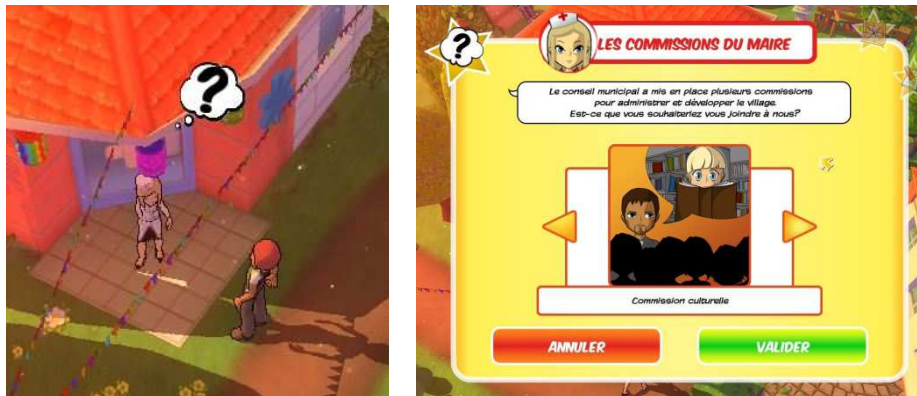 ?
?
LES COMMISSIONS DU MAIRE
Le conseil municipal a mis en place plusieurs commissions
pour administrer et développer le village.
Est-ce que vous souhaiteriez vous joindre à nous?
Commission culturelle
ANNULER
VALIDER